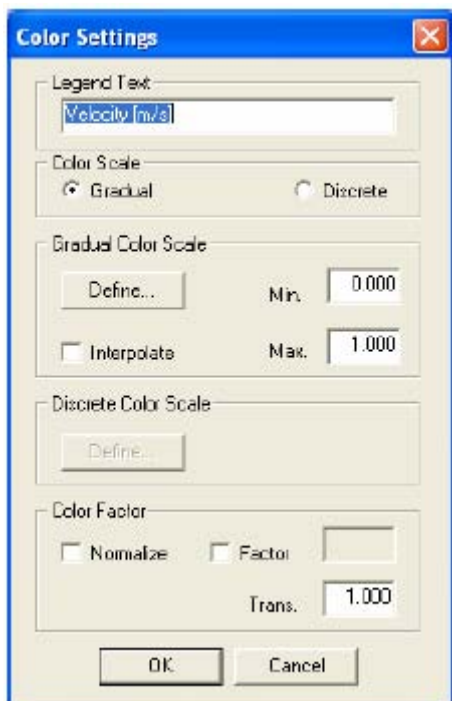 Color Settings
Legend Text
Velocity [m/s]
Color Scale
Gradual Discrete
Gradual Color Scale
Define... Min. 0.000
Interpolate Max. 1.000
Discrete Color Scale
Define...
Color Factor
Normalize Factor
Trans. 1.000
OK Cancel